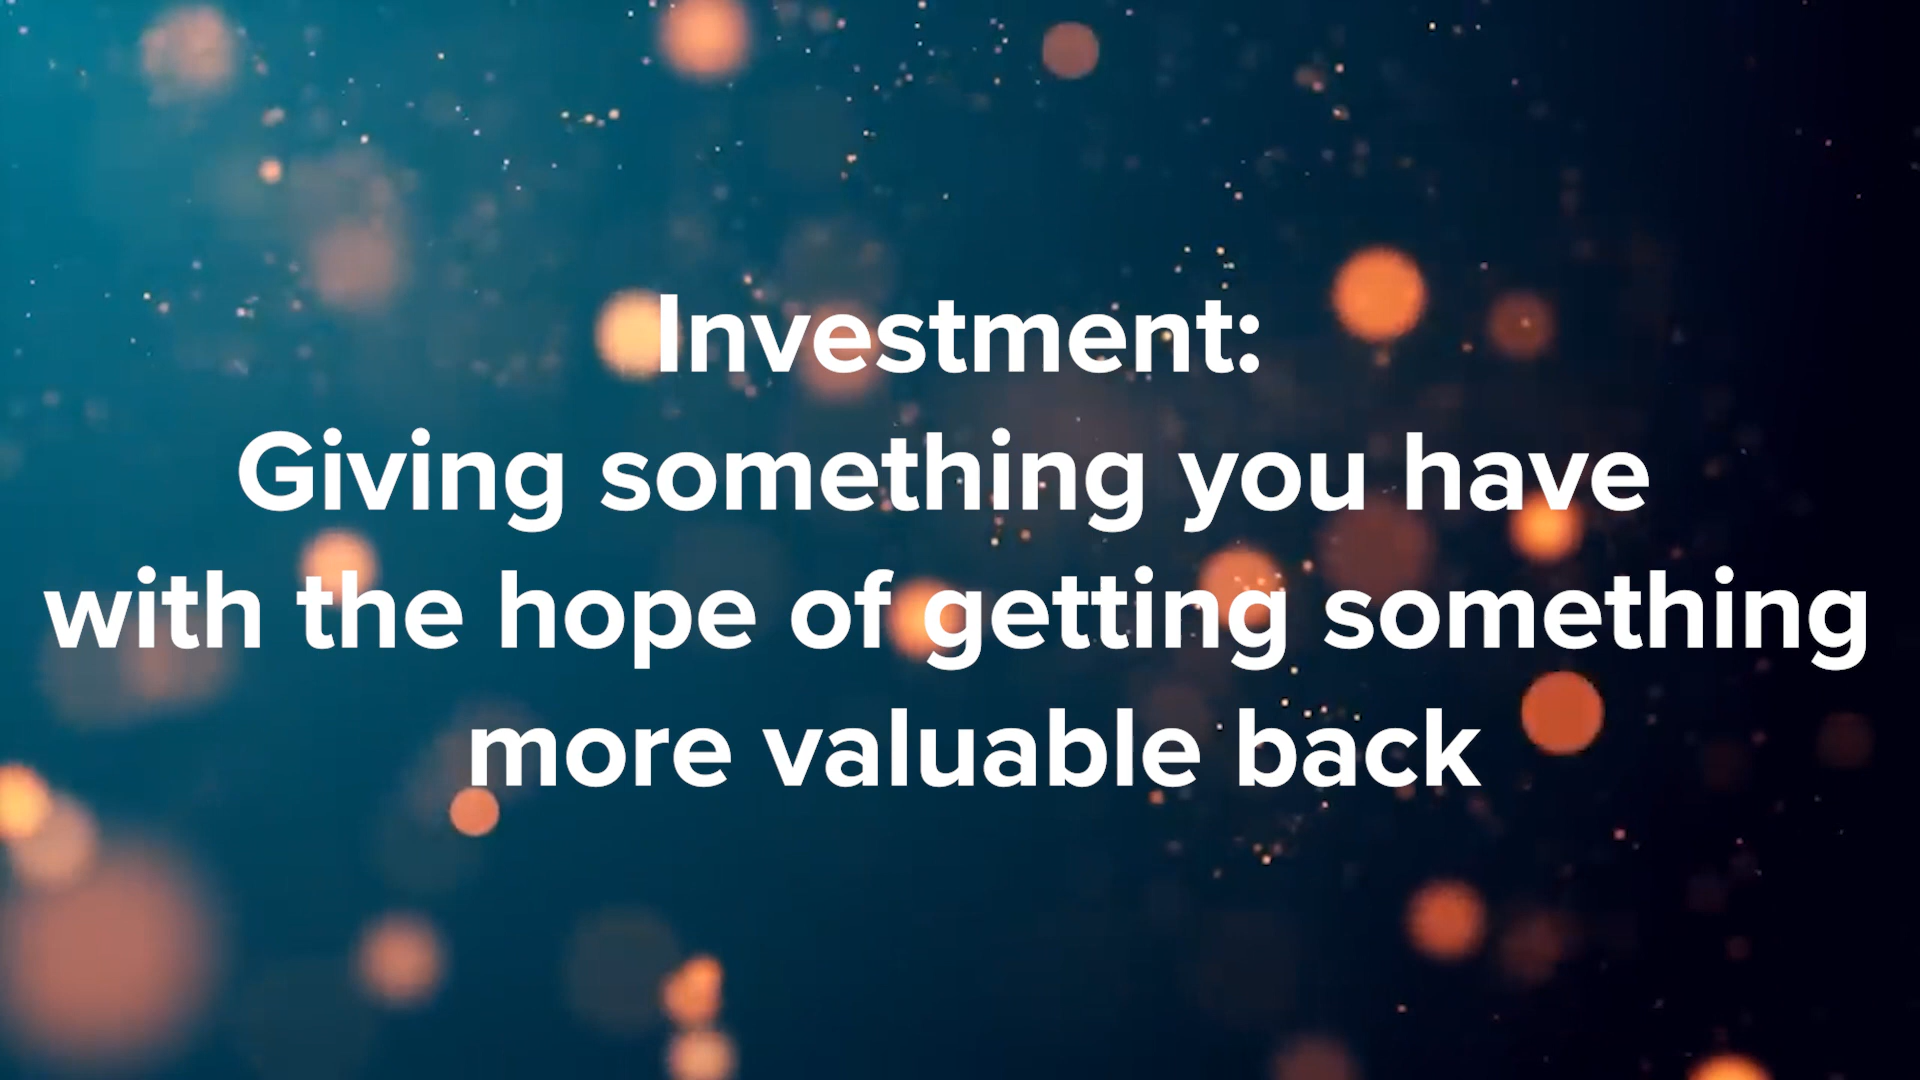 Investment:
Giving something you have
with the hope of getting something
more valuable back